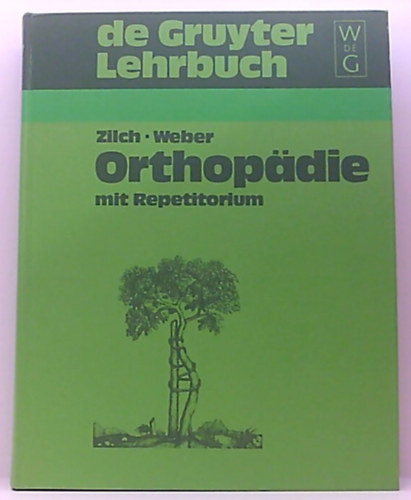 de Gruyter
Lehrbuch
W
DE
G
Zilch · Weber
Orthopädie
mit Repetitorium